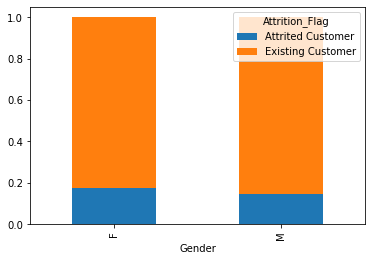 Attrition_Flag
Attrited Customer
Existing Customer
1.0
0.8
0.6
0.4
0.2
0.0
F
M
Gender